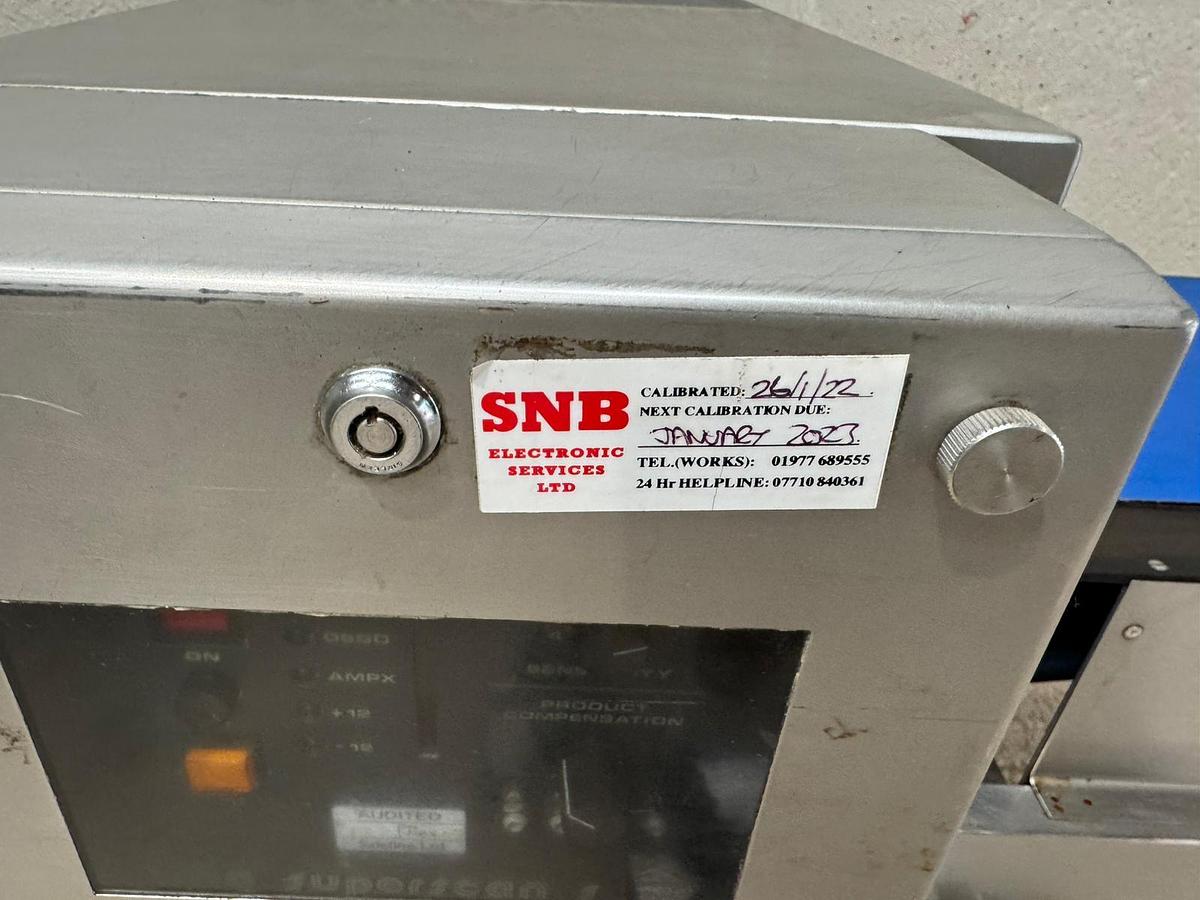 SNB
ELECTRONIC
SERVICES
LTD
CALIBRATED: 26/1/22.
NEXT CALIBRATION DUE:
JANUARY 2023.
TEL.(WORKS): 01977 689555
24 Hr HELPLINE: 07710 840361
ON
AMPX
+12
-12
PRODUCT
COMPENSATION
AUDITED
superscan